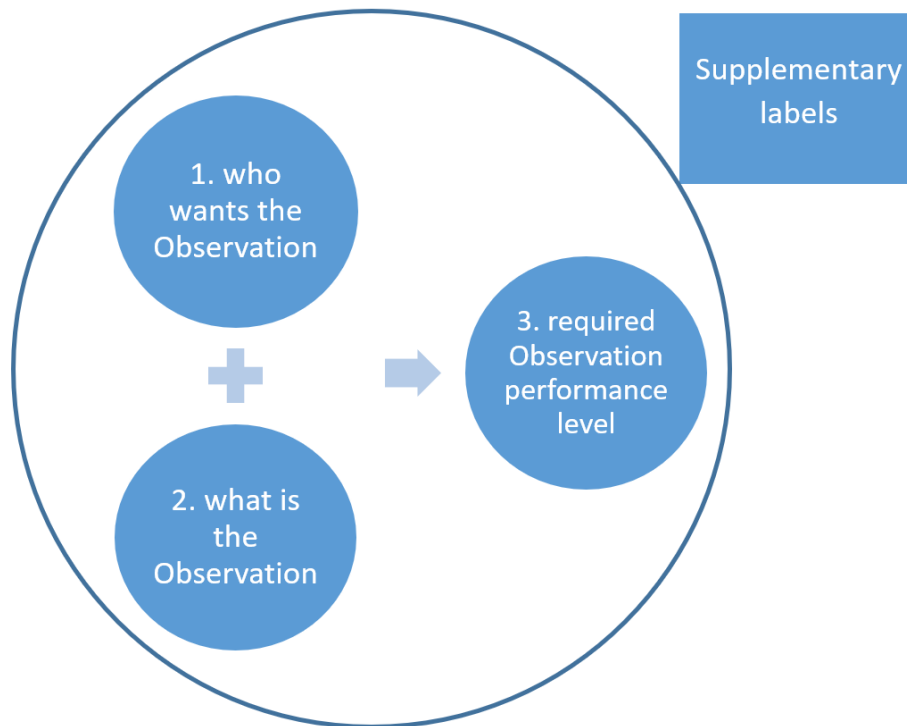 Supplementary
labels
1. who
wants the
Observation
3. required
Observation
performance
level
2. what is
the
Observation